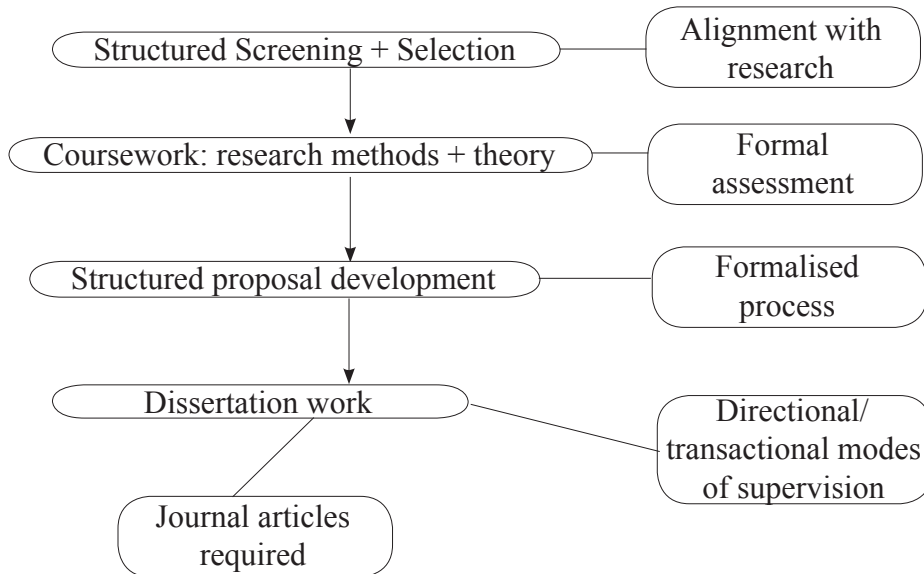 Structured Screening + Selection
Alignment with
research
Coursework: research methods + theory
Formal
assessment
Structured proposal development
Formalised
process
Dissertation work
Directional/
transactional modes
of supervision
Journal articles
required